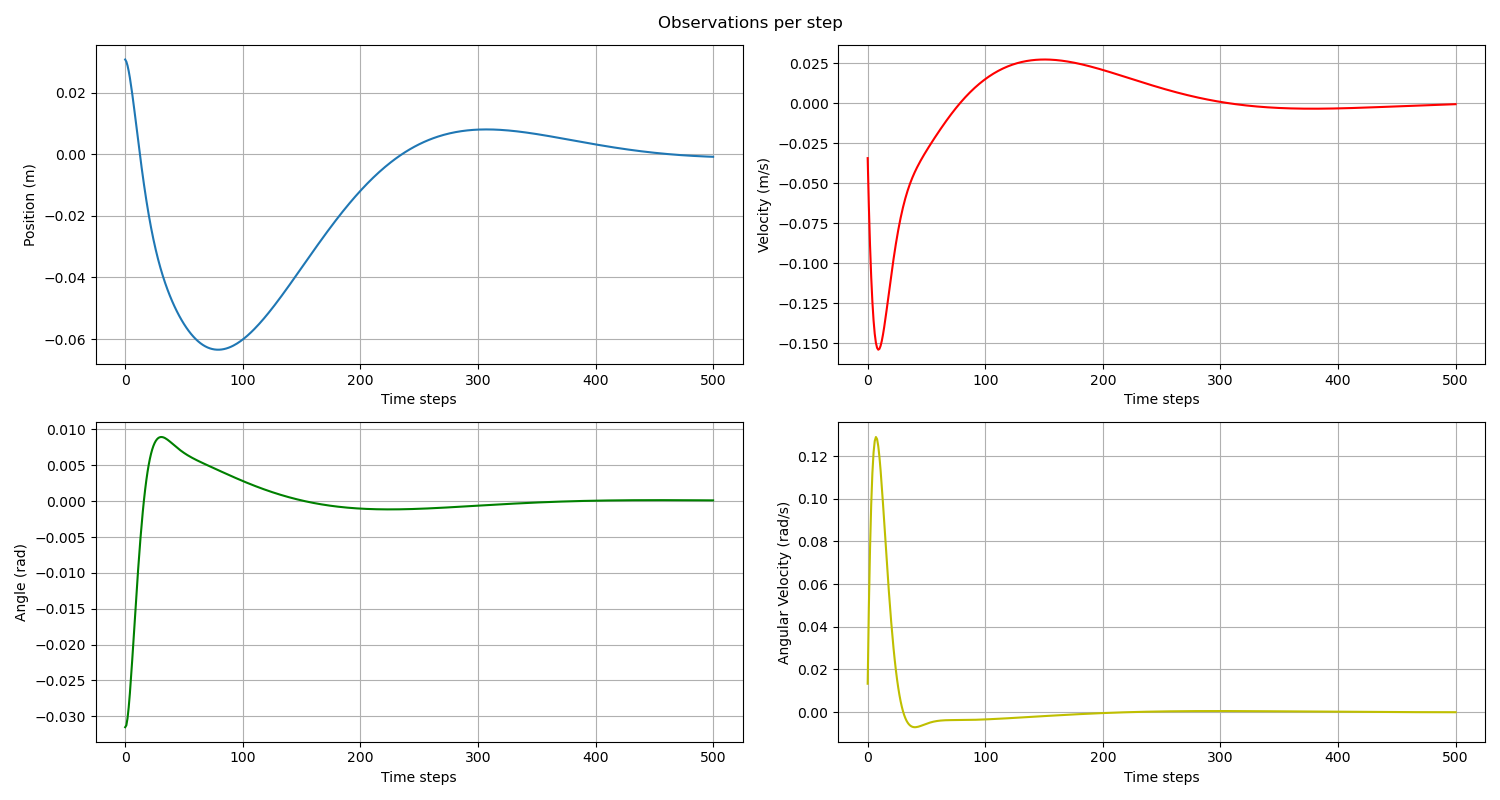 Observations per step
Position (m)
0.02
0.00
−0.02
−0.04
−0.06
0 100 200 300 400 500
Time steps
Velocity (m/s)
0.025
0.000
−0.025
−0.050
−0.075
−0.100
−0.125
−0.150
0 100 200 300 400 500
Time steps
Angle (rad)
0.010
0.005
0.000
−0.005
−0.010
−0.015
−0.020
−0.025
−0.030
0 100 200 300 400 500
Time steps
Angular Velocity (rad/s)
0.12
0.10
0.08
0.06
0.04
0.02
0.00
0 100 200 300 400 500
Time steps